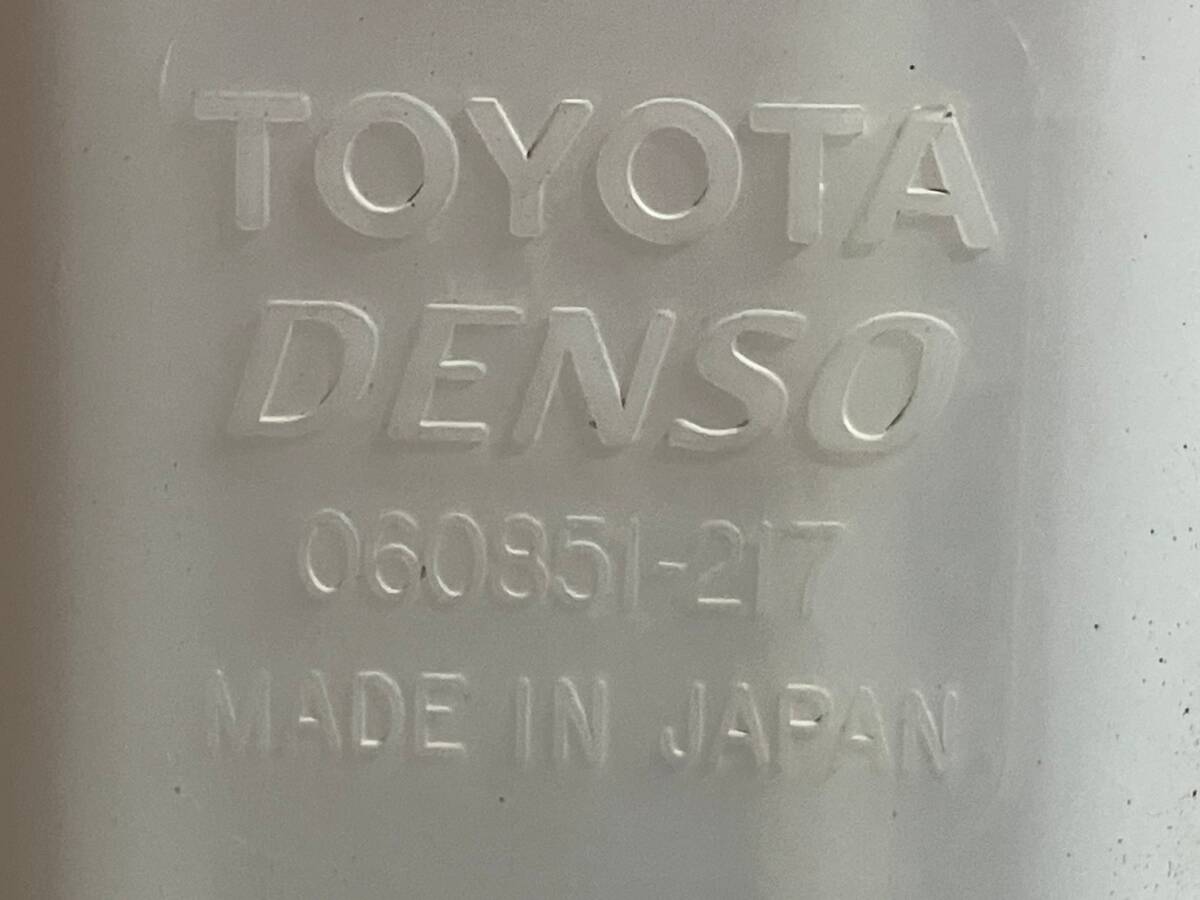 TOYOTA
DENSO
060851-217
MADE IN JAPAN